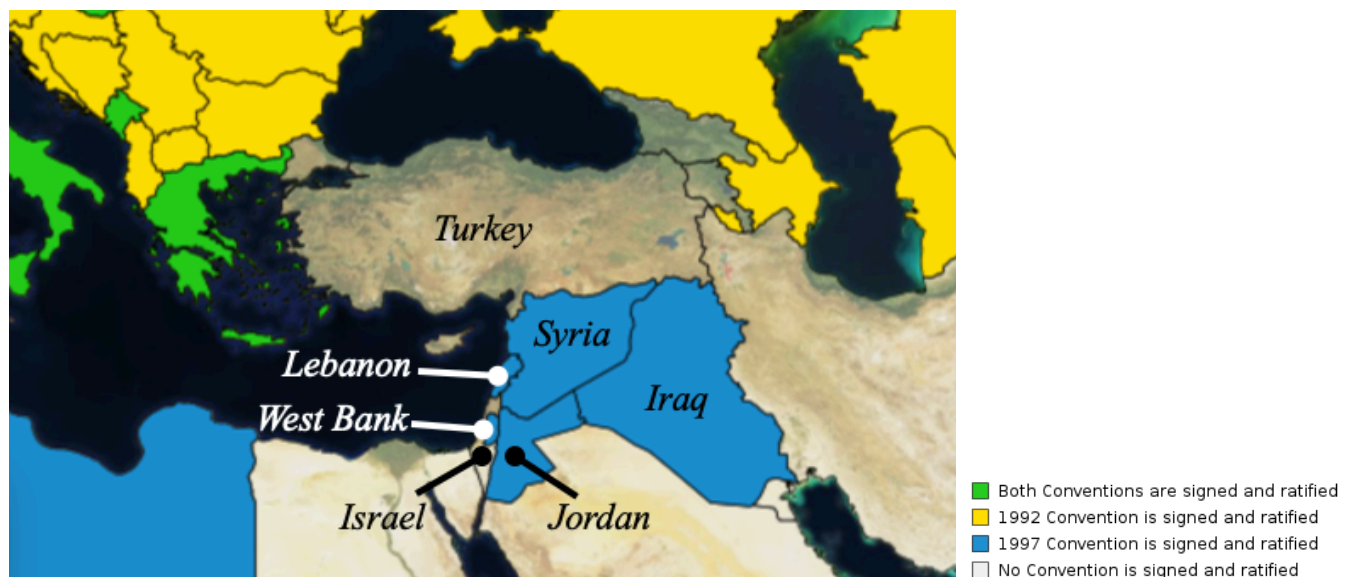 Turkey
Syria
Lebanon
Iraq
West Bank
Israel
Jordan
Both Conventions are signed and ratified
1992 Convention is signed and ratified
1997 Convention is signed and ratified
No Convention is signed and ratified